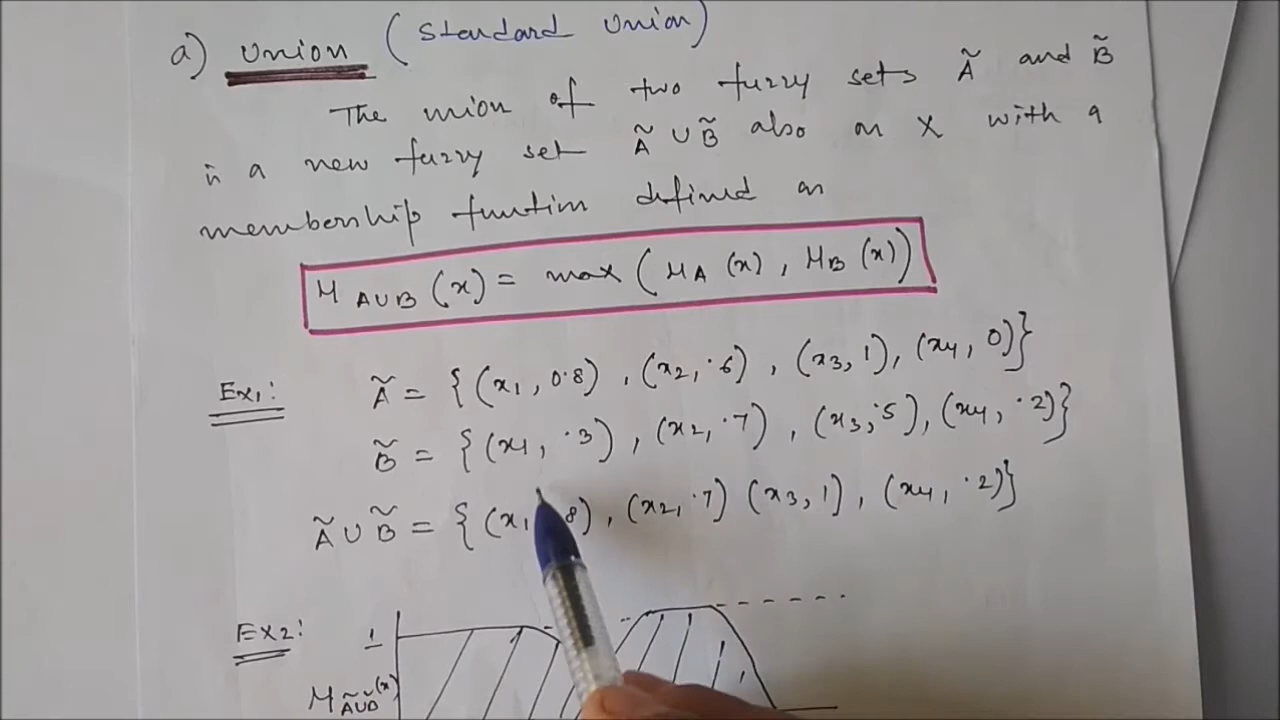 a) Union (Standard Union)
The union of two fuzzy sets Ã and B̃
is a new fuzzy set Ã ∪ B̃ also on X with a
membership function defined as
μ A∪B (x) = max (μA (x), μB (x))
Ex1: Ã = {(x1, 0.8), (x2, .6), (x3, 1), (x4, 0)}
B̃ = {(x1, .3), (x2, .7), (x3, .5), (x4, .2)}
Ã ∪ B̃ = {(x1, 8), (x2, .7) (x3, 1), (x4, .2)}
Ex2: 1
μ Ã∪B̃ (x)